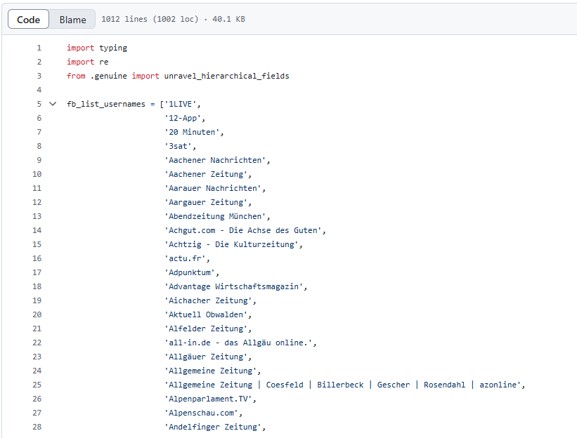 Code Blame 1012 lines (1002 loc) · 40.1 KB
1 import typing
2 import re
3 from .genuine import unravel_hierarchical_fields
4
5 fb_list_usernames = ['1LIVE',
6 '12-App',
7 '20 Minuten',
8 '3sat',
9 'Aachener Nachrichten',
10 'Aachener Zeitung',
11 'Aarauer Nachrichten',
12 'Aargauer Zeitung',
13 'Abendzeitung München',
14 'Achgut.com - Die Achse des Guten',
15 'Achtzig - Die Kulturzeitung',
16 'actu.fr',
17 'Adpunktum',
18 'Advantage Wirtschaftsmagazin',
19 'Aichacher Zeitung',
20 'Aktuell Obwalden',
21 'Alfelder Zeitung',
22 'all-in.de - das Allgäu online.',
23 'Allgäuer Zeitung',
24 'Allgemeine Zeitung',
25 'Allgemeine Zeitung | Coesfeld | Billerbeck | Gescher | Rosendahl | azonline',
26 'Alpenparlament.TV',
27 'Alpenschau.com',
28 'Andelfinger Zeitung',